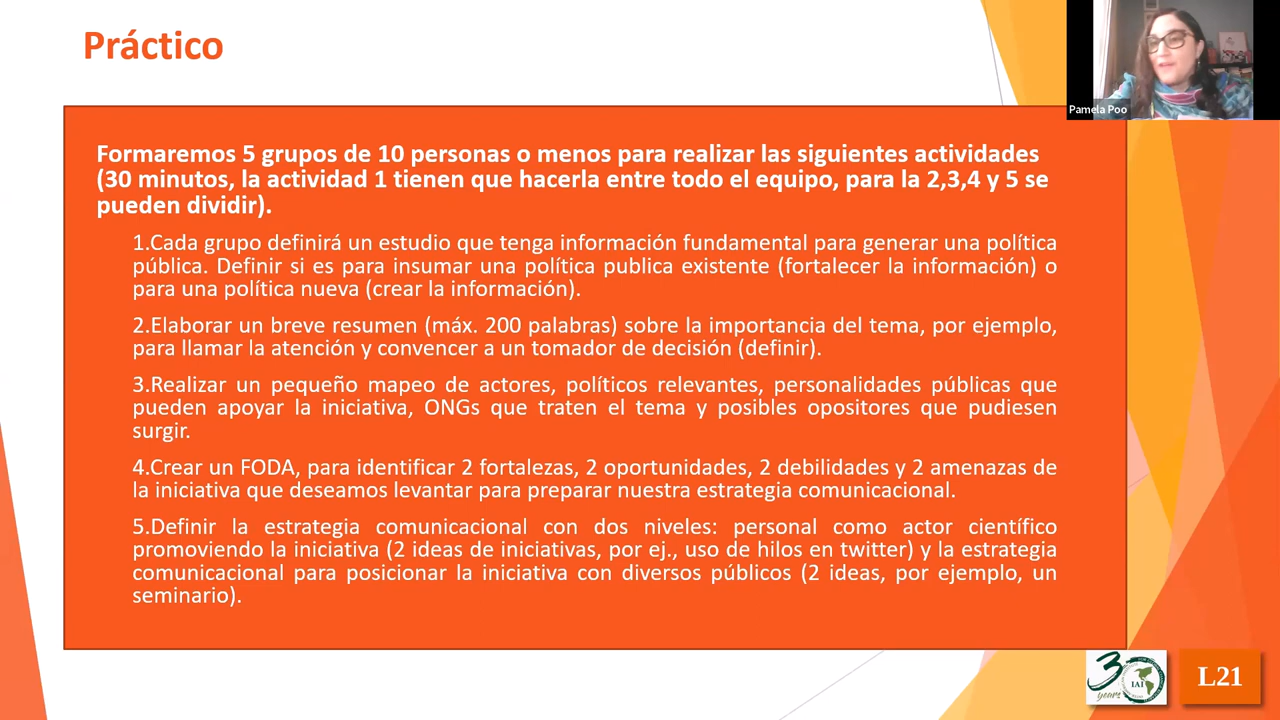 Práctico
Pamela Poo
Formaremos 5 grupos de 10 personas o menos para realizar las siguientes actividades
(30 minutos, la actividad 1 tienen que hacerla entre todo el equipo, para la 2,3,4 y 5 se
pueden dividir).
1.Cada grupo definirá un estudio que tenga información fundamental para generar una política
pública. Definir si es para insumar una política publica existente (fortalecer la información) o
para una política nueva (crear la información).
2.Elaborar un breve resumen (máx. 200 palabras) sobre la importancia del tema, por ejemplo,
para llamar la atención y convencer a un tomador de decisión (definir).
3.Realizar un pequeño mapeo de actores, políticos relevantes, personalidades públicas que
pueden apoyar la iniciativa, ONGs que traten el tema y posibles opositores que pudiesen
surgir.
4.Crear un FODA, para identificar 2 fortalezas, 2 oportunidades, 2 debilidades y 2 amenazas de
la iniciativa que deseamos levantar para preparar nuestra estrategia comunicacional.
5.Definir la estrategia comunicacional con dos niveles: personal como actor científico
promoviendo la iniciativa (2 ideas de iniciativas, por ej., uso de hilos en twitter) y la estrategia
comunicacional para posicionar la iniciativa con diversos públicos (2 ideas, por ejemplo, un
seminario).
30
years
IAI
L21